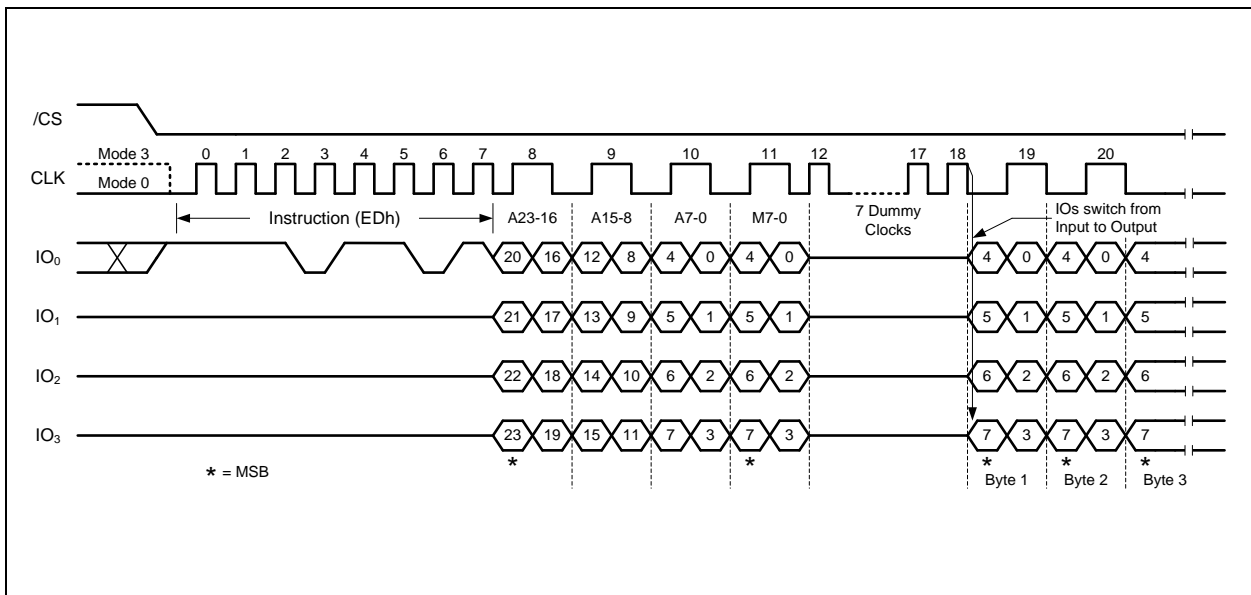 /CS
Mode 3
CLK
Mode 0
0 1 2 3 4 5 6 7 8 9 10 11 12 17 18 19 20
Instruction (EDh)
A23-16 A15-8 A7-0 M7-0
7 Dummy
Clocks
IOs switch from
Input to Output
IO₀ 20 16 12 8 4 0 4 0 4 0 4 0 4
IO₁ 21 17 13 9 5 1 5 1 5 1 5 1 5
IO₂ 22 18 14 10 6 2 6 2 6 2 6 2 6
IO₃ 23 19 15 11 7 3 7 3 7 3 7 3 7
* * * * *
* = MSB
Byte 1 Byte 2 Byte 3